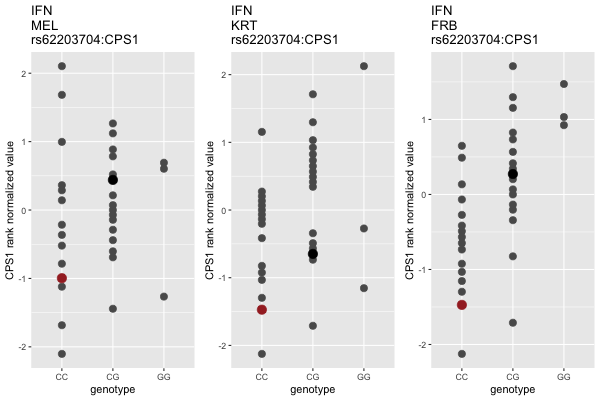 IFN
MEL
rs62203704:CPS1
CPS1 rank normalized value
2
1
0
-1
-2
CC
CG
GG
genotype
IFN
KRT
rs62203704:CPS1
CPS1 rank normalized value
2
1
0
-1
-2
CC
CG
GG
genotype
IFN
FRB
rs62203704:CPS1
CPS1 rank normalized value
1
0
-1
-2
CC
CG
GG
genotype